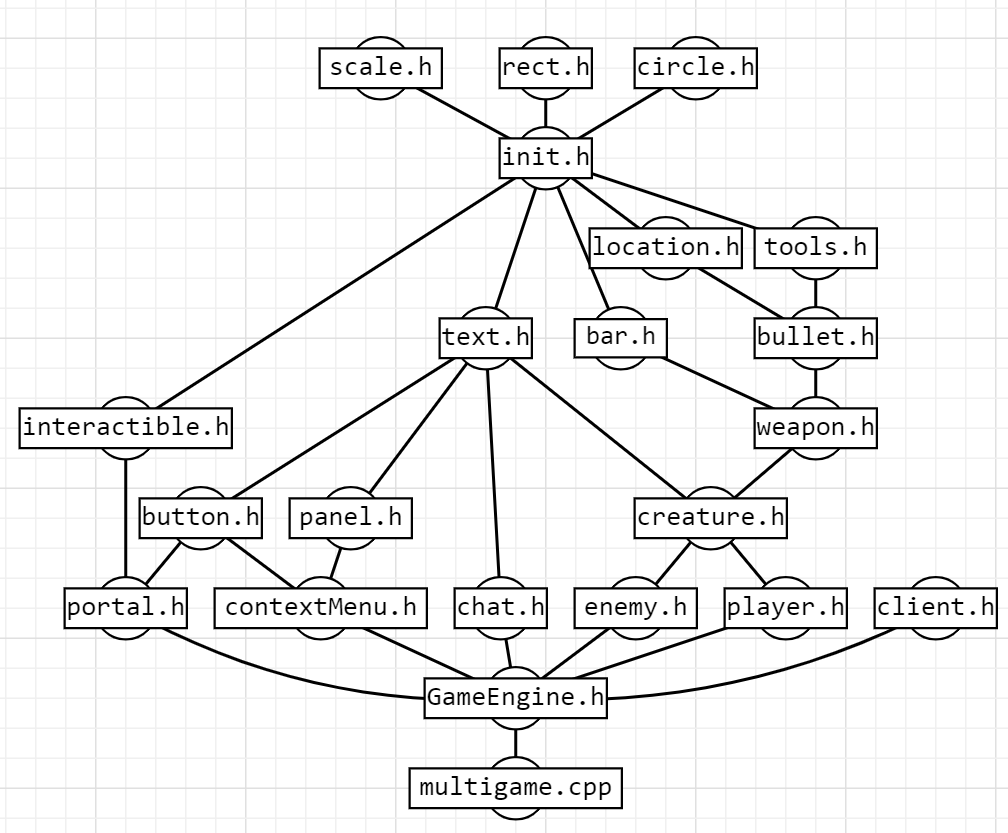 scale.h
rect.h
circle.h
init.h
location.h
tools.h
text.h
bar.h
bullet.h
interactible.h
weapon.h
button.h
panel.h
creature.h
portal.h
contextMenu.h
chat.h
enemy.h
player.h
client.h
GameEngine.h
multigame.cpp